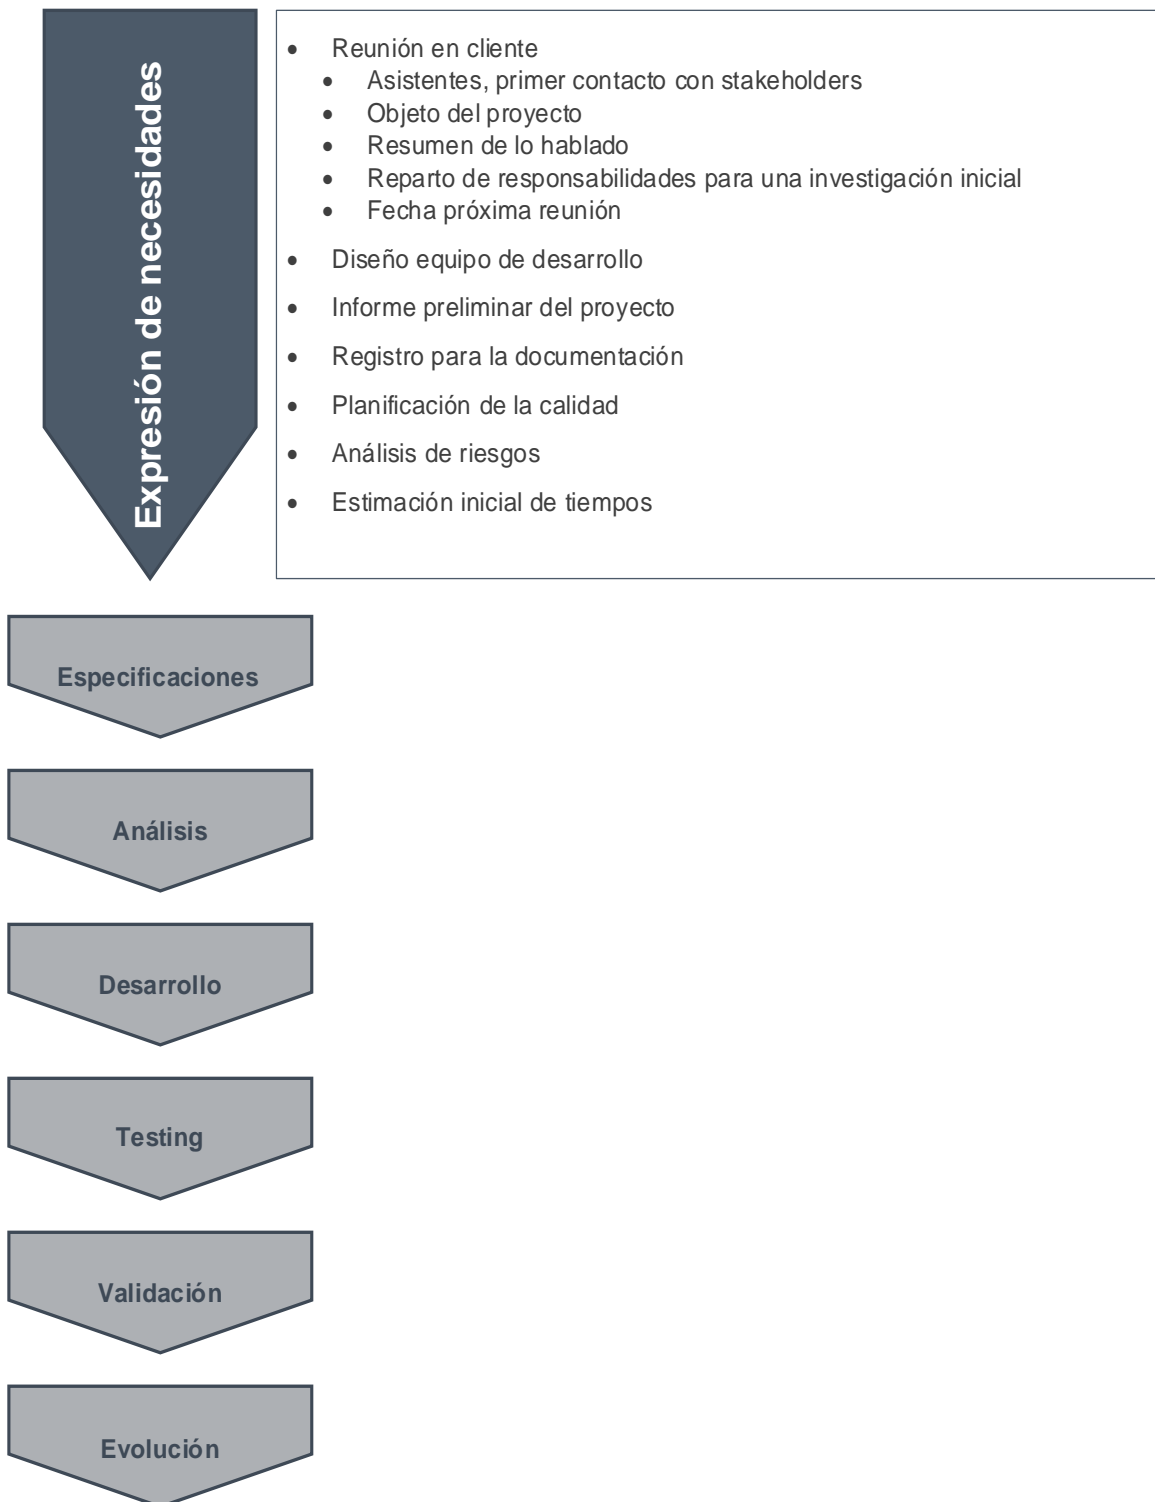 Expresión de necesidades
• Reunión en cliente
• Asistentes, primer contacto con stakeholders
• Objeto del proyecto
• Resumen de lo hablado
• Reparto de responsabilidades para una investigación inicial
• Fecha próxima reunión
• Diseño equipo de desarrollo
• Informe preliminar del proyecto
• Registro para la documentación
• Planificación de la calidad
• Análisis de riesgos
• Estimación inicial de tiempos
Especificaciones
Análisis
Desarrollo
Testing
Validación
Evolución